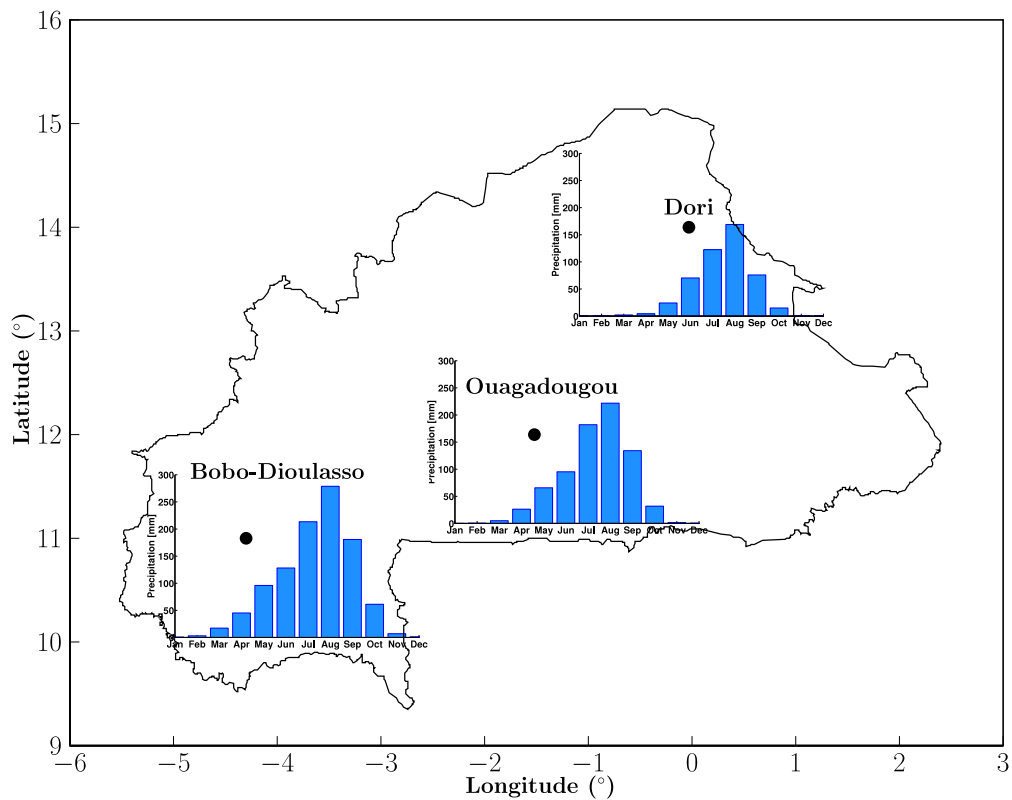 16
15
14
13
12
11
10
9
Latitude (°)
−6 −5 −4 −3 −2 −1 0 1 2 3
Longitude (°)
Dori
Precipitation [mm]
300
250
200
150
100
50
0
Jan Feb Mar Apr May Jun Jul Aug Sep Oct Nov Dec
Ouagadougou
Precipitation [mm]
300
250
200
150
100
50
0
Jan Feb Mar Apr May Jun Jul Aug Sep Oct Nov Dec
Bobo-Dioulasso
Precipitation [mm]
300
250
200
150
100
50
0
Jan Feb Mar Apr May Jun Jul Aug Sep Oct Nov Dec